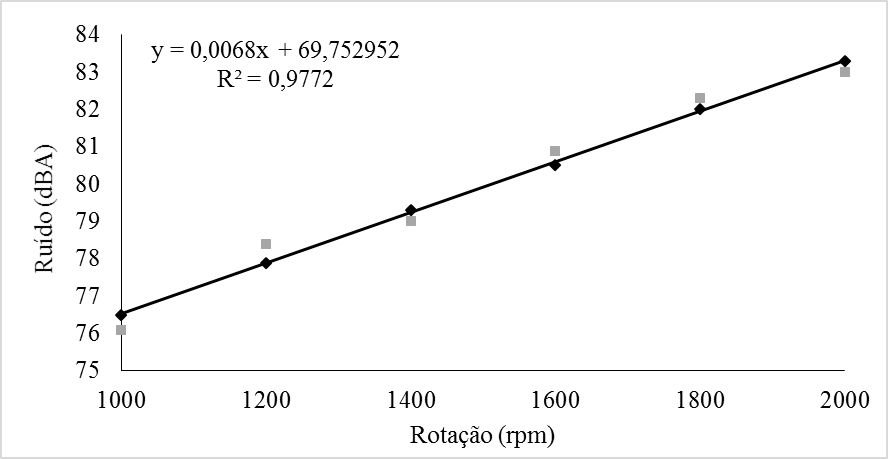 y = 0,0068x + 69,752952
R² = 0,9772
84
83
82
81
80
79
78
77
76
75
Ruído (dBA)
1000 1200 1400 1600 1800 2000
Rotação (rpm)